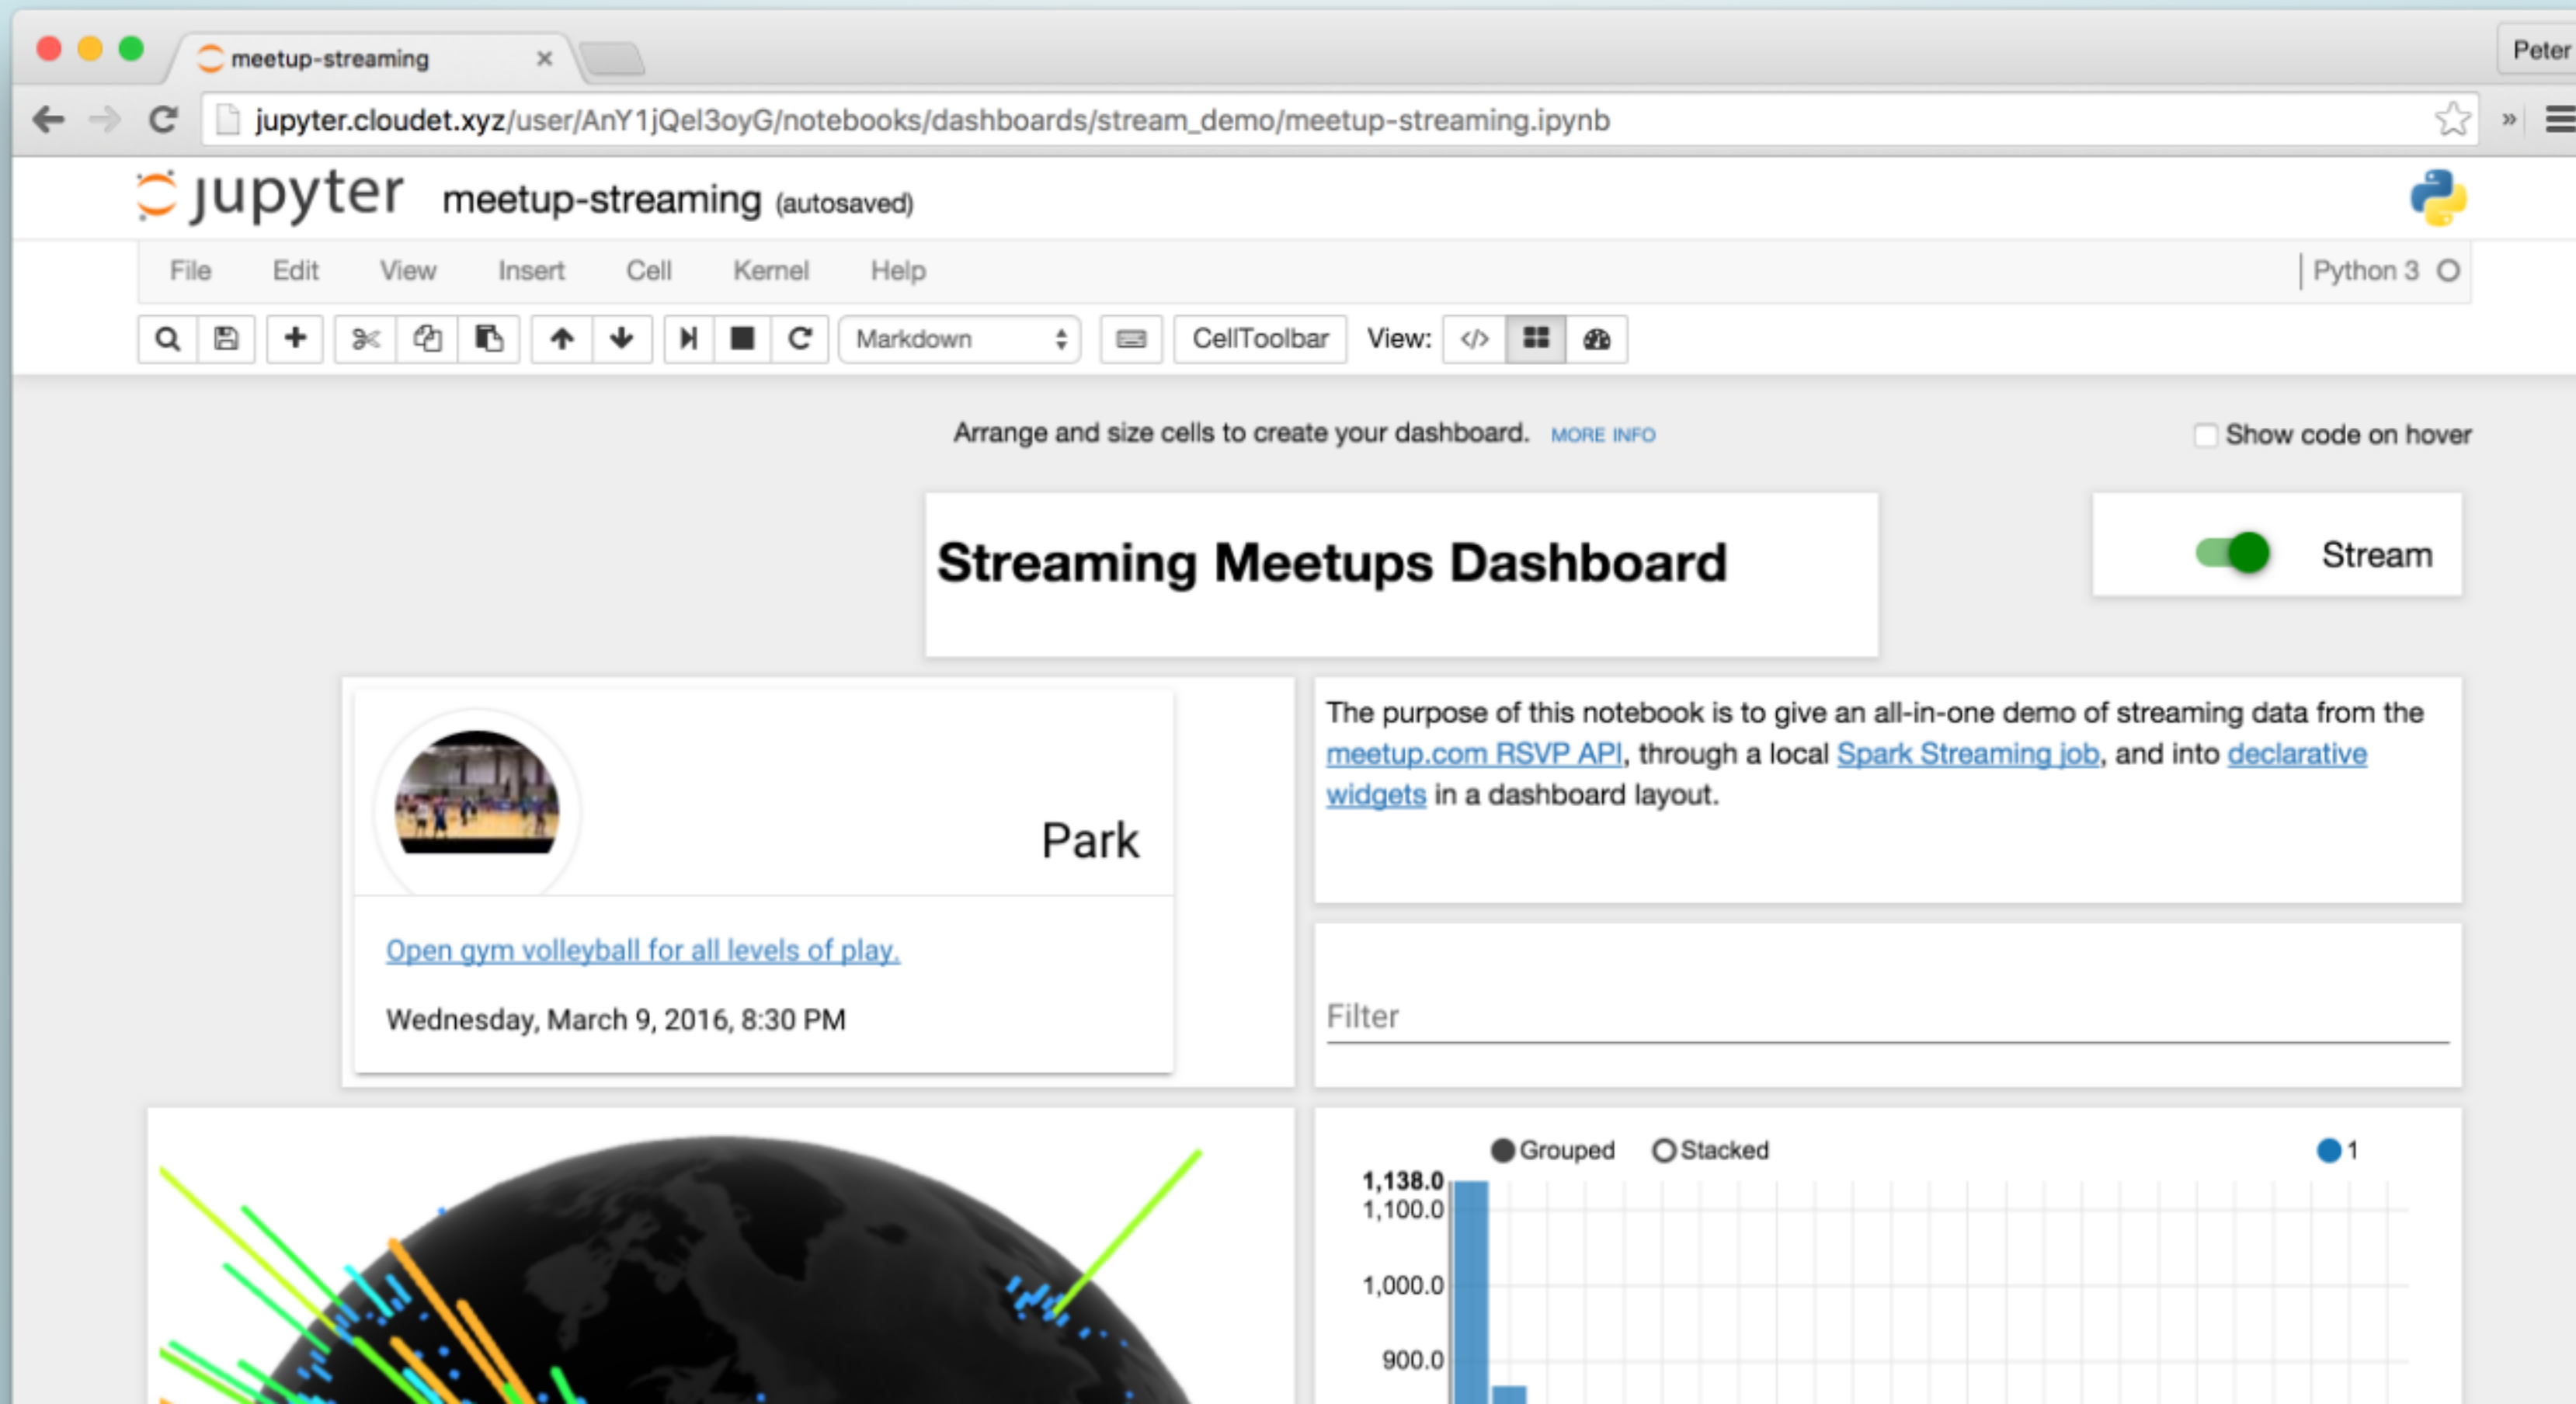 meetup-streaming
Peter
jupyter.cloudet.xyz/user/AnY1jQel3oyG/notebooks/dashboards/stream_demo/meetup-streaming.ipynb
jupyter meetup-streaming (autosaved)
File Edit View Insert Cell Kernel Help
Python 3
Markdown CellToolbar View:
Arrange and size cells to create your dashboard. MORE INFO
Show code on hover
Streaming Meetups Dashboard
Stream
Park
Open gym volleyball for all levels of play.
Wednesday, March 9, 2016, 8:30 PM
The purpose of this notebook is to give an all-in-one demo of streaming data from the
meetup.com RSVP API, through a local Spark Streaming job, and into declarative
widgets in a dashboard layout.
Filter
Grouped Stacked 1
1,138.0
1,100.0
1,000.0
900.0